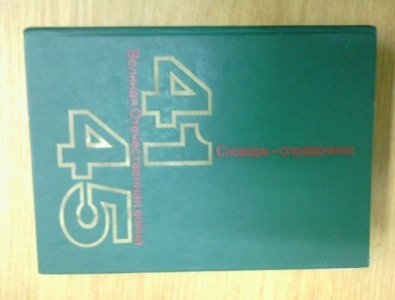 41
Великая Отечественная война
45
Словарь-справочник